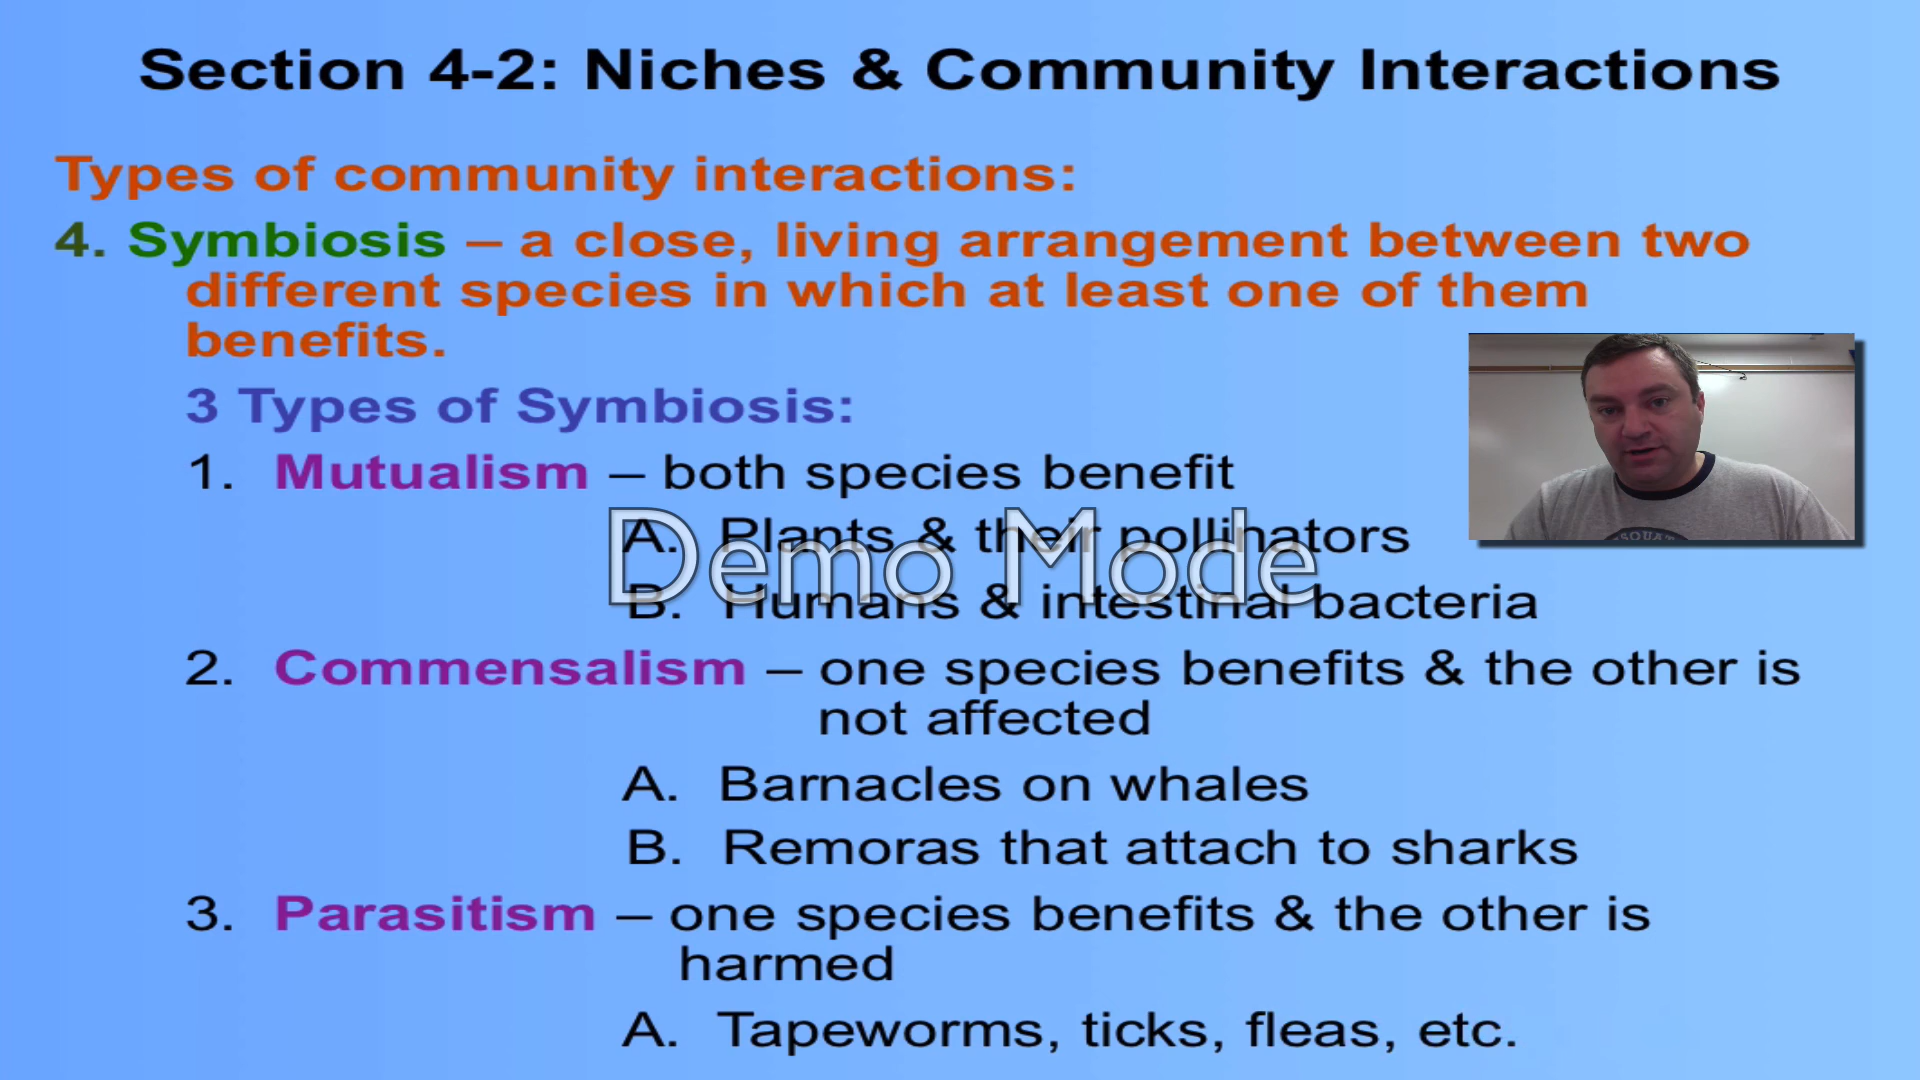 Section 4-2: Niches & Community Interactions
Types of community interactions:
4. Symbiosis – a close, living arrangement between two
different species in which at least one of them
benefits.
3 Types of Symbiosis:
1. Mutualism – both species benefit
A. Plants & their pollinators
Demo Mode
B. Humans & intestinal bacteria
2. Commensalism – one species benefits & the other is
not affected
A. Barnacles on whales
B. Remoras that attach to sharks
3. Parasitism – one species benefits & the other is
harmed
A. Tapeworms, ticks, fleas, etc.